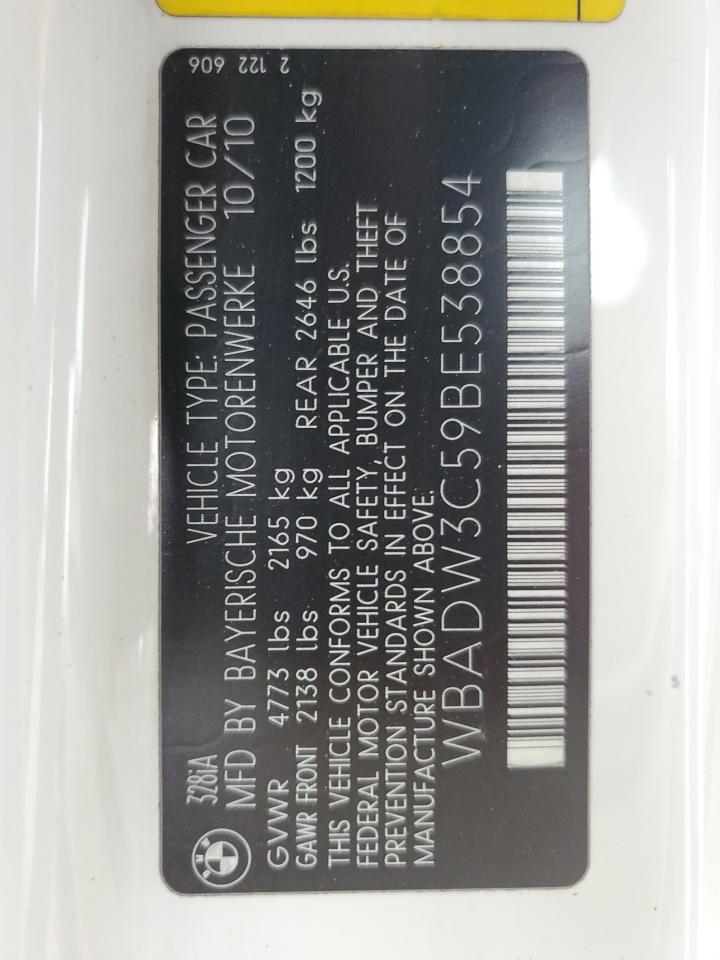 328iA VEHICLE TYPE: PASSENGER CAR
MFD BY BAYERISCHE MOTORENWERKE 10/10
GVWR 4773 lbs 2165 kg
GAWR FRONT 2138 lbs 970 kg REAR 2646 lbs 1200 kg
THIS VEHICLE CONFORMS TO ALL APPLICABLE U.S.
FEDERAL MOTOR VEHICLE SAFETY, BUMPER AND THEFT
PREVENTION STANDARDS IN EFFECT ON THE DATE OF
MANUFACTURE SHOWN ABOVE.
WBADW3C59BE538854
2 122 606
BMW